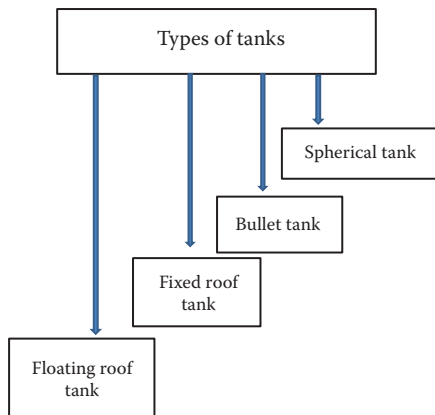 Types of tanks
Spherical tank
Bullet tank
Fixed roof
tank
Floating roof
tank